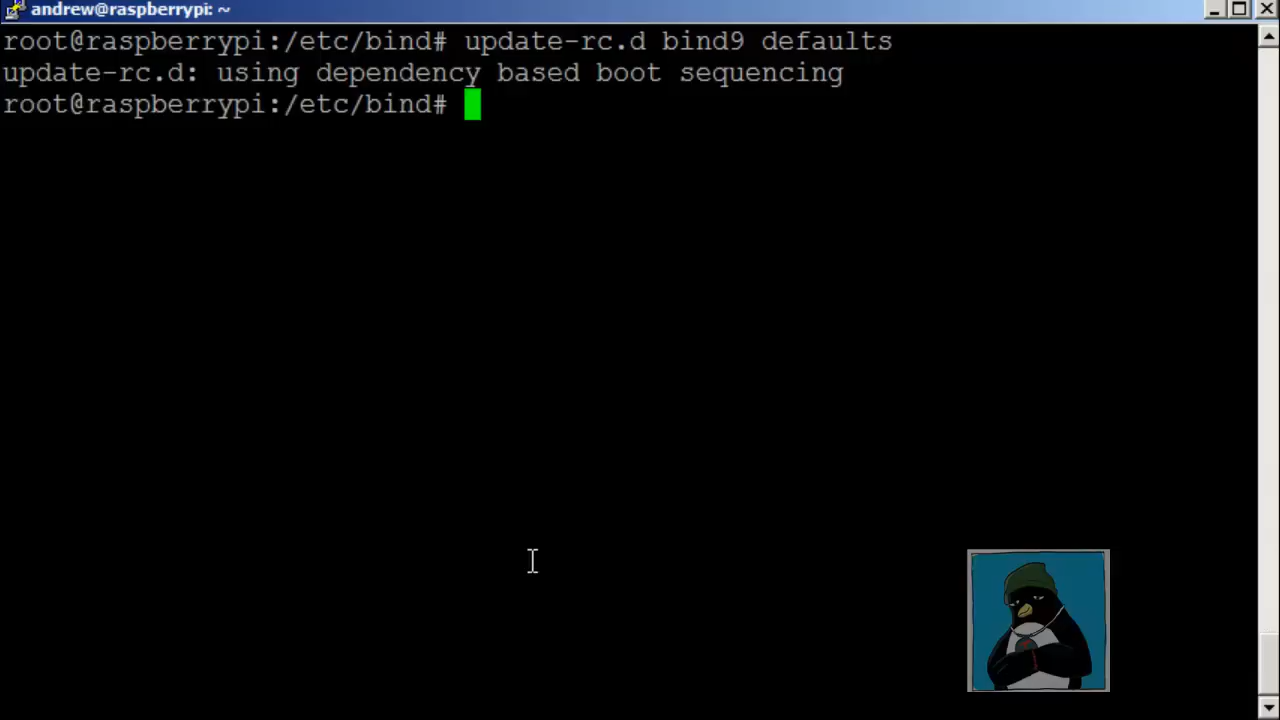 andrew@raspberrypi: ~
root@raspberrypi:/etc/bind# update-rc.d bind9 defaults
update-rc.d: using dependency based boot sequencing
root@raspberrypi:/etc/bind#